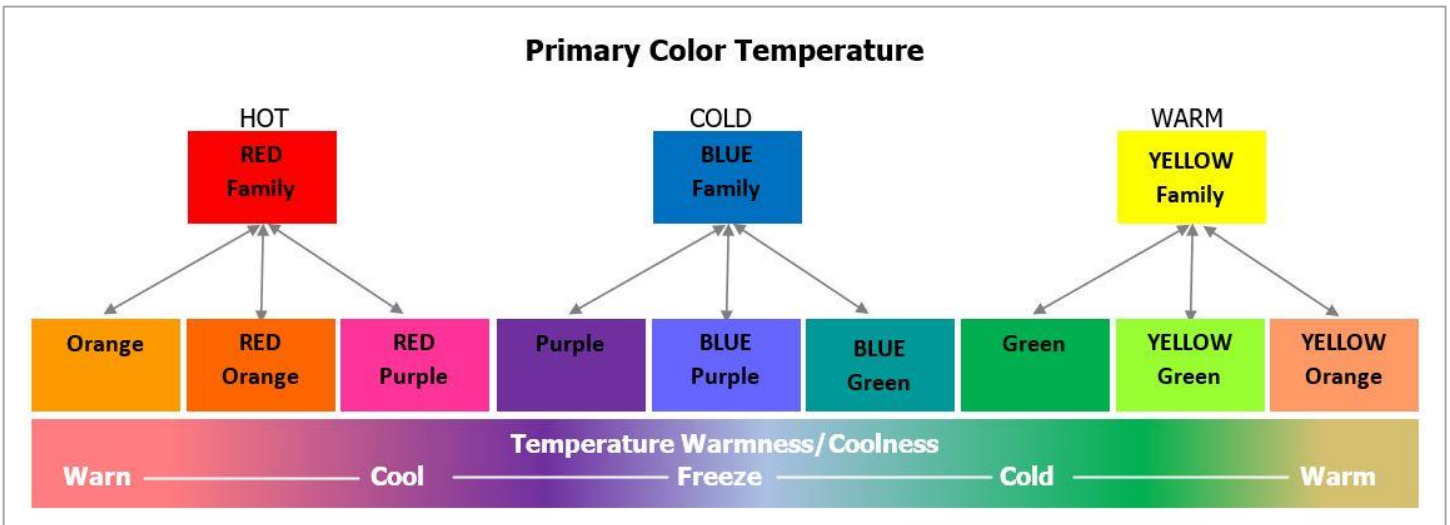 Primary Color Temperature
HOT
COLD
WARM
RED
Family
BLUE
Family
YELLOW
Family
Orange
RED
Orange
RED
Purple
Purple
BLUE
Purple
BLUE
Green
Green
YELLOW
Green
YELLOW
Orange
Temperature Warmness/Coolness
Warn
Cool
Freeze
Cold
Warm